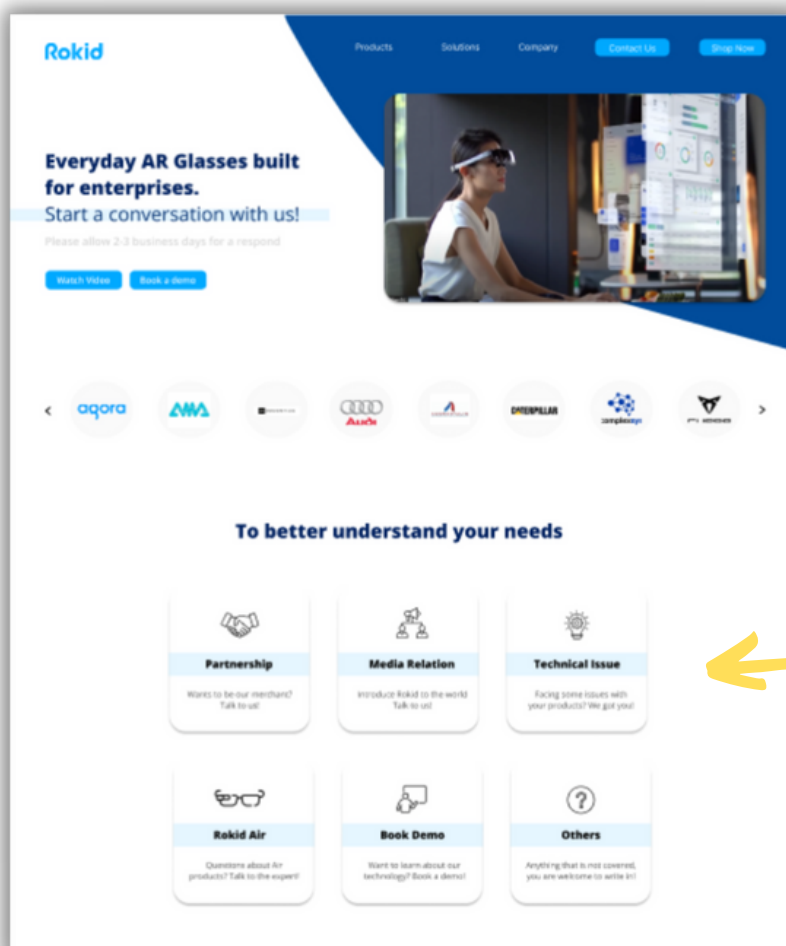 Rokid
Products Solutions Company Contact Us Shop Now
Everyday AR Glasses built
for enterprises.
Start a conversation with us!
Please allow 2-3 business days for a respond
Watch Video Book a demo
aqora
Audi
CATERPILLAR
To better understand your needs
Partnership
Wants to be our merchant?
Talk to us!
Media Relation
Introduce Rokid to the world
Talk to us!
Technical Issue
Facing some issues with
your products? We got you!
Rokid Air
Questions about Air
products? Talk to the expert!
Book Demo
Want to learn about our
technology? Book a demo!
Others
Anything that is not covered,
you are welcome to write in!